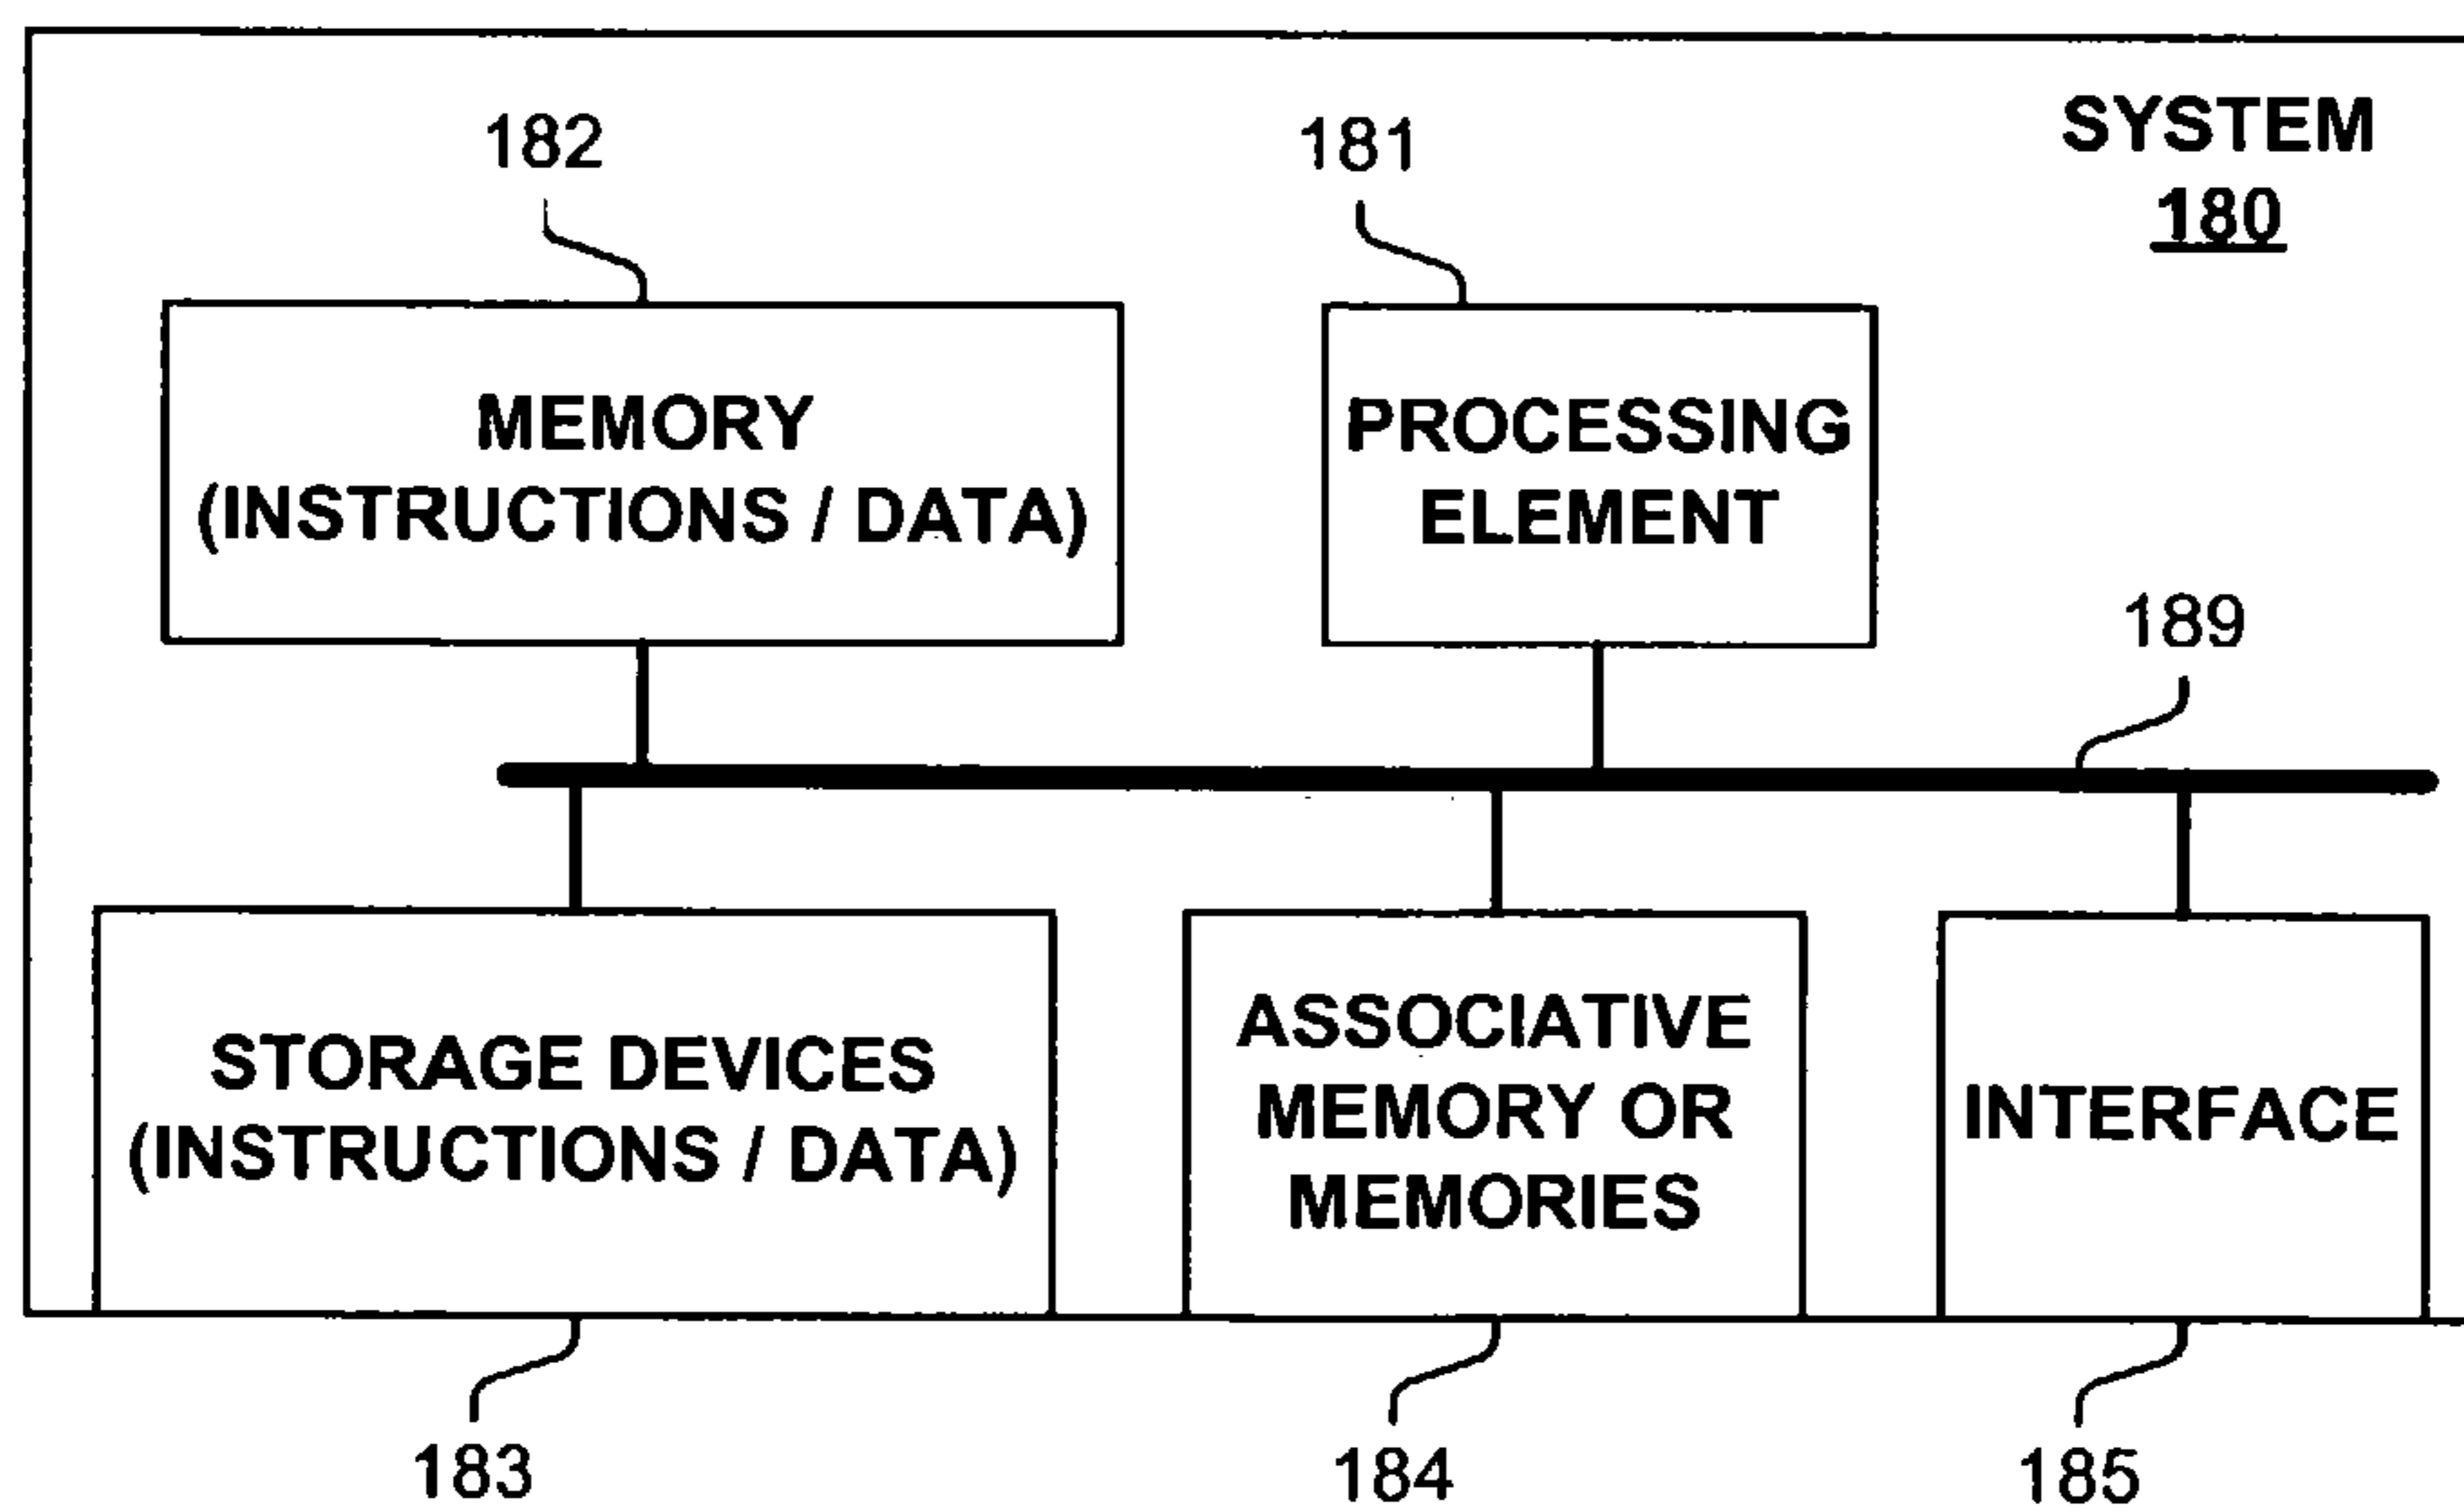 SYSTEM
180
182
181
MEMORY
(INSTRUCTIONS / DATA)
PROCESSING
ELEMENT
189
STORAGE DEVICES
(INSTRUCTIONS / DATA)
ASSOCIATIVE
MEMORY OR
MEMORIES
INTERFACE
183
184
185